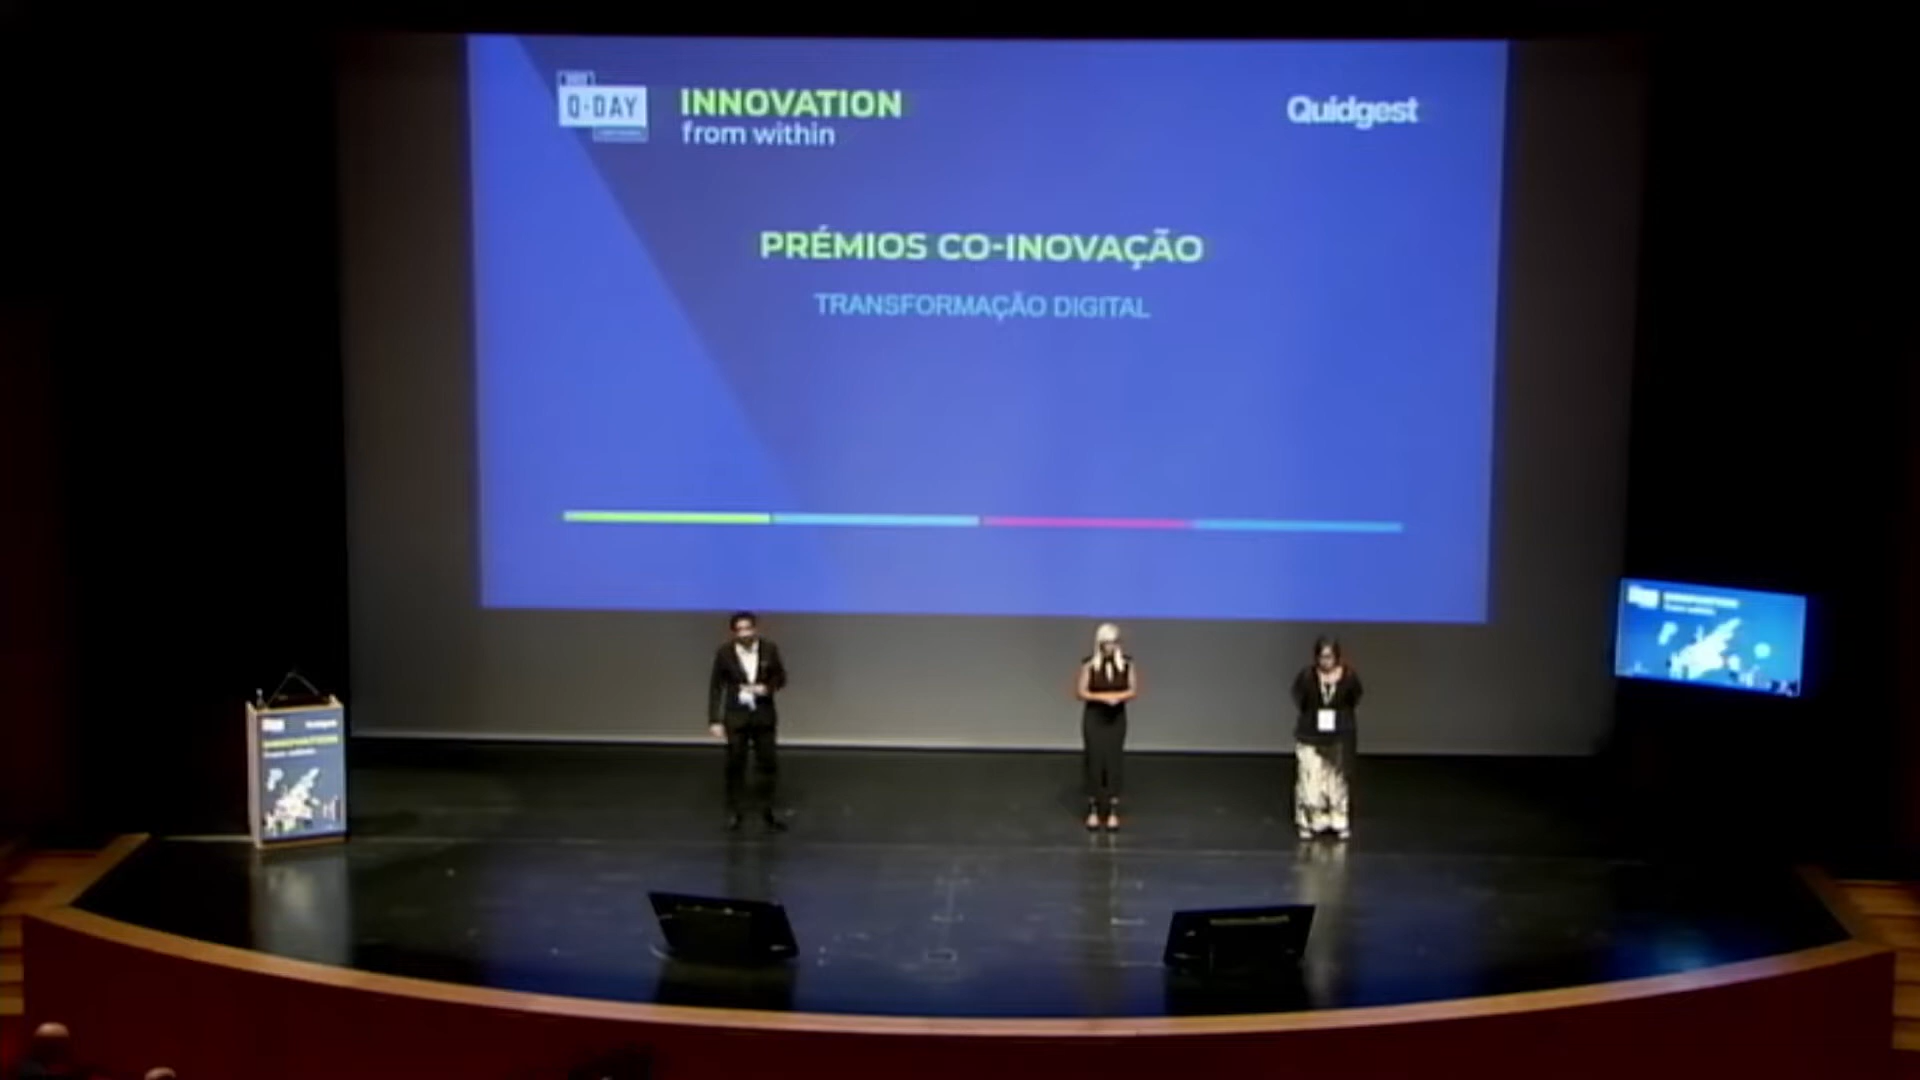 Q-DAY
INNOVATION
from within
Quidgest
PRÉMIOS CO-INOVAÇÃO
TRANSFORMAÇÃO DIGITAL